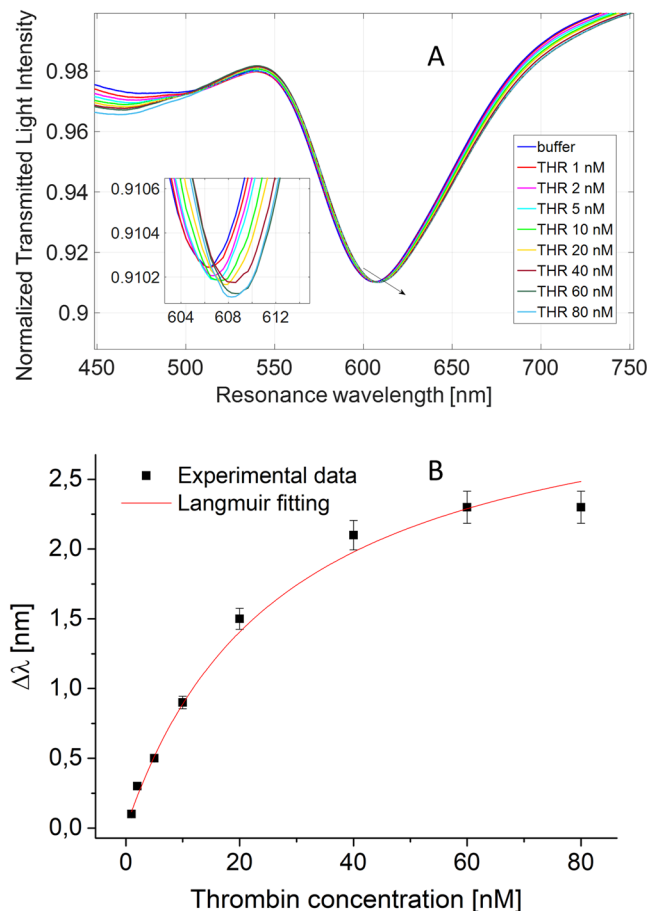 A
0.98
0.96
0.94
0.92
0.9
Normalized Transmitted Light Intensity
buffer
THR 1 nM
THR 2 nM
THR 5 nM
THR 10 nM
THR 20 nM
THR 40 nM
THR 60 nM
THR 80 nM
0.9106
0.9104
0.9102
604 608 612
450 500 550 600 650 700 750
Resonance wavelength [nm]
B
Experimental data
Langmuir fitting
2,5
2,0
1,5
1,0
0,5
0,0
Δλ [nm]
0 20 40 60 80
Thrombin concentration [nM]